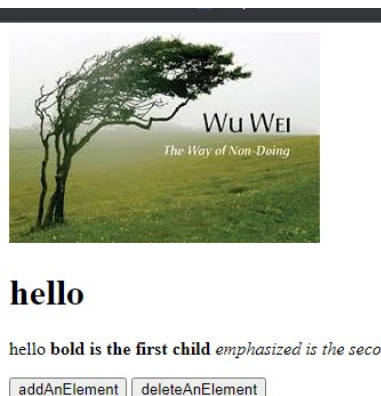 Wu Wei
The Way of Non-Doing
hello
hello bold is the first child emphasized is the seco
addAnElement deleteAnElement